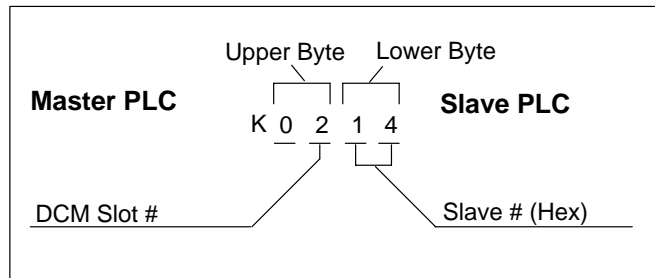 Upper Byte Lower Byte
Master PLC Slave PLC
K 0 2 1 4
DCM Slot # Slave # (Hex)